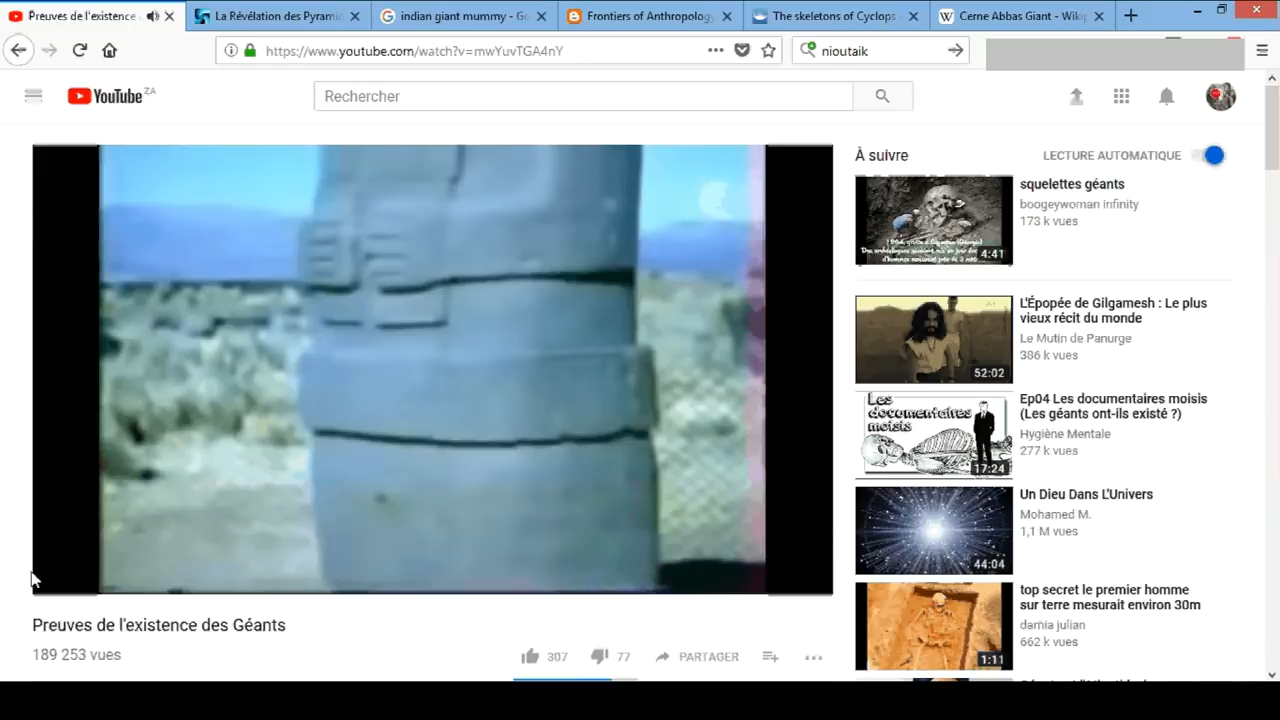 Preuves de l'existence
La Révélation des Pyramic
indian giant mummy - Go
Frontiers of Anthropology
The skeletons of Cyclops
Cerne Abbas Giant - Wikip
https://www.youtube.com/watch?v=mwYuvTGA4nY
nioutaik
YouTube ZA
Rechercher
À suivre
LECTURE AUTOMATIQUE
squelettes géants
boogeywoman infinity
173 k vues
4:41
L'Épopée de Gilgamesh : Le plus
vieux récit du monde
Le Mutin de Panurge
386 k vues
52:02
Les
documentaires
moisis
17:24
Ep04 Les documentaires moisis
(Les géants ont-ils existé ?)
Hygiène Mentale
277 k vues
Un Dieu Dans L'Univers
Mohamed M.
1,1 M vues
44:04
top secret le premier homme
sur terre mesurait environ 30m
damia julian
662 k vues
1:11
Preuves de l'existence des Géants
189 253 vues
307
77
PARTAGER